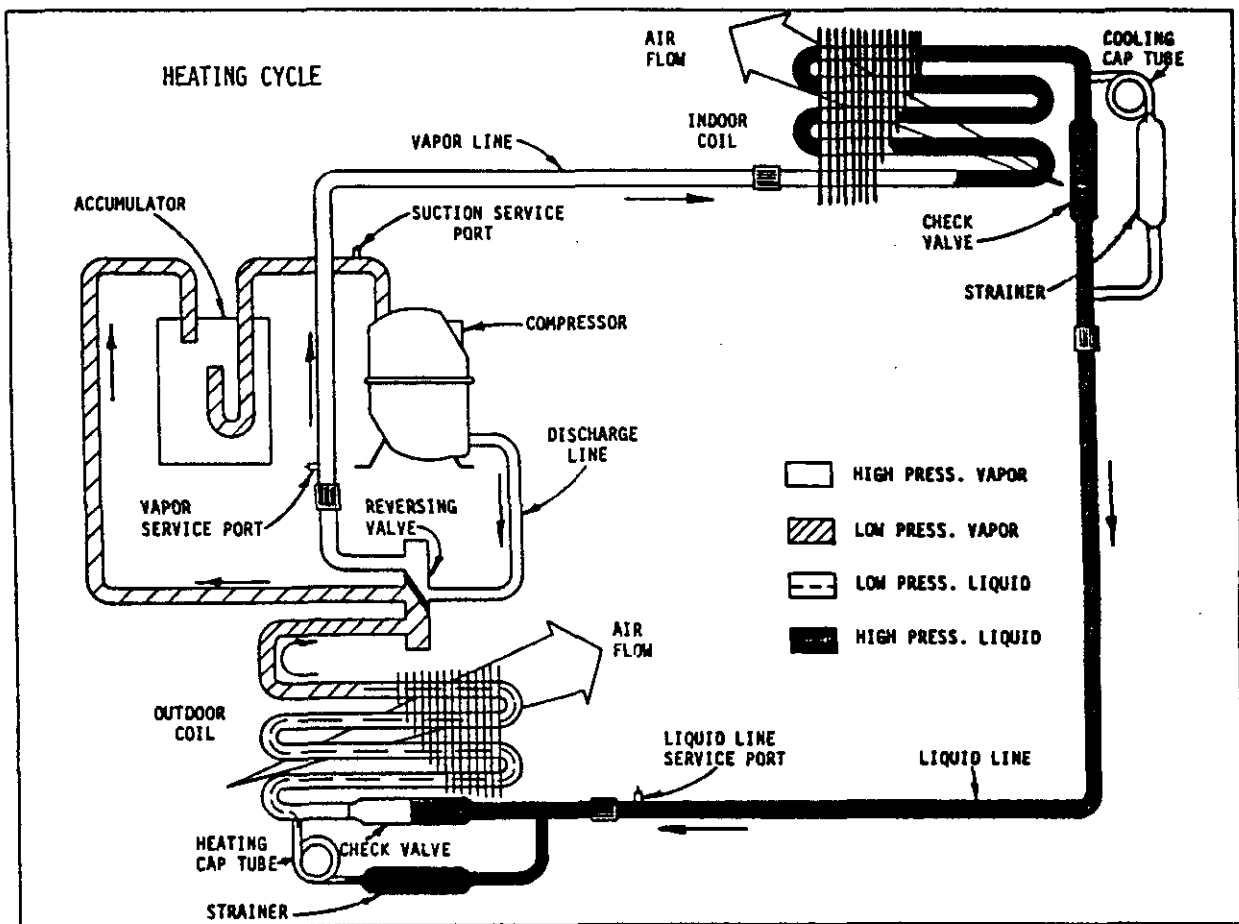 HEATING CYCLE
AIR
FLOW
COOLING
CAP TUBE
INDOOR
COIL
VAPOR LINE
ACCUMULATOR
SUCTION SERVICE
PORT
CHECK
VALVE
STRAINER
COMPRESSOR
DISCHARGE
LINE
VAPOR
SERVICE PORT
REVERSING
VALVE
HIGH PRESS. VAPOR
LOW PRESS. VAPOR
LOW PRESS. LIQUID
HIGH PRESS. LIQUID
AIR
FLOW
OUTDOOR
COIL
LIQUID LINE
SERVICE PORT
LIQUID LINE
HEATING
CAP TUBE
CHECK VALVE
STRAINER